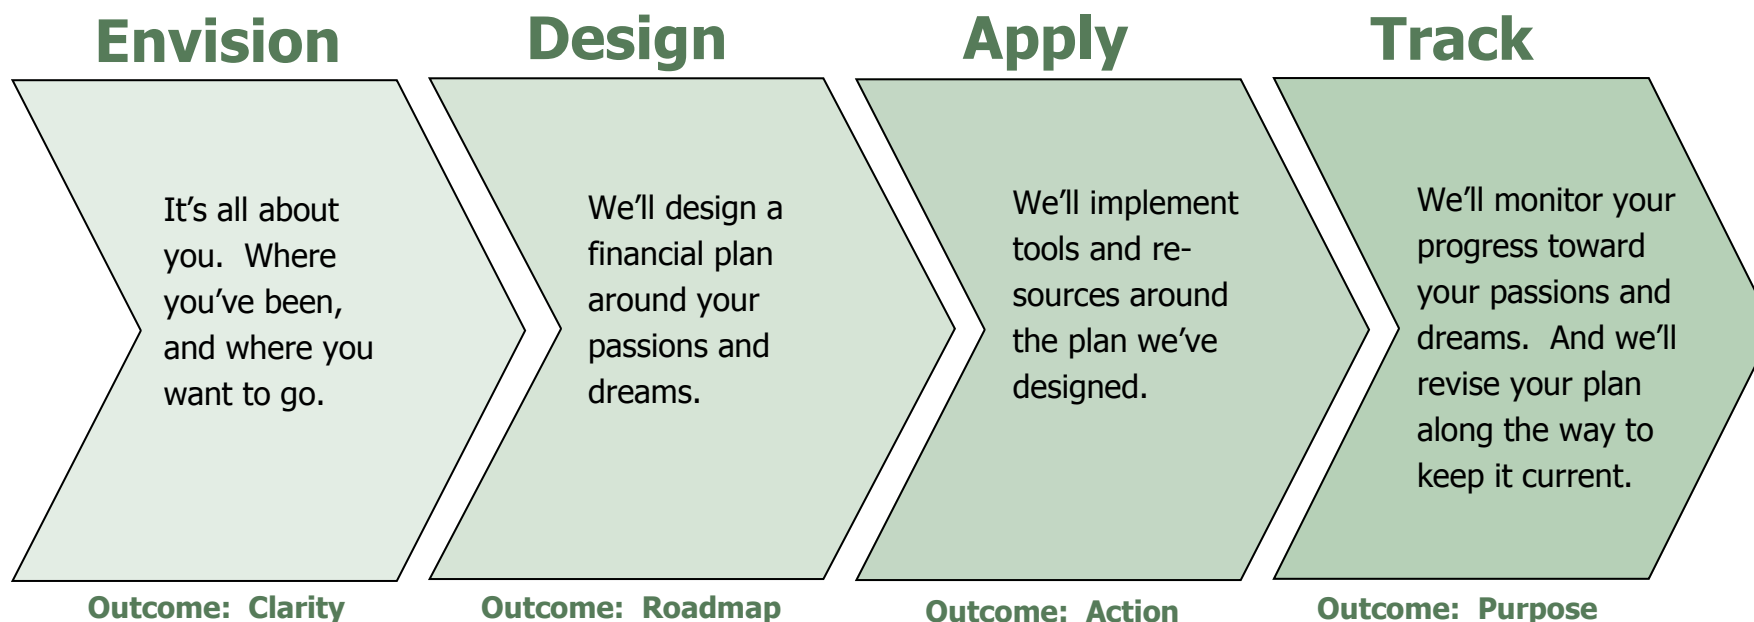 Envision
It’s all about
you.  Where
you’ve been,
and where you
want to go.
Outcome:  Clarity
Design
We’ll design a
financial plan
around your
passions and
dreams.
Outcome:  Roadmap
Apply
We’ll implement
tools and re-
sources around
the plan we’ve
designed.
Outcome:  Action
Track
We’ll monitor your
progress toward
your passions and
dreams.  And we’ll
revise your plan
along the way to
keep it current.
Outcome:  Purpose